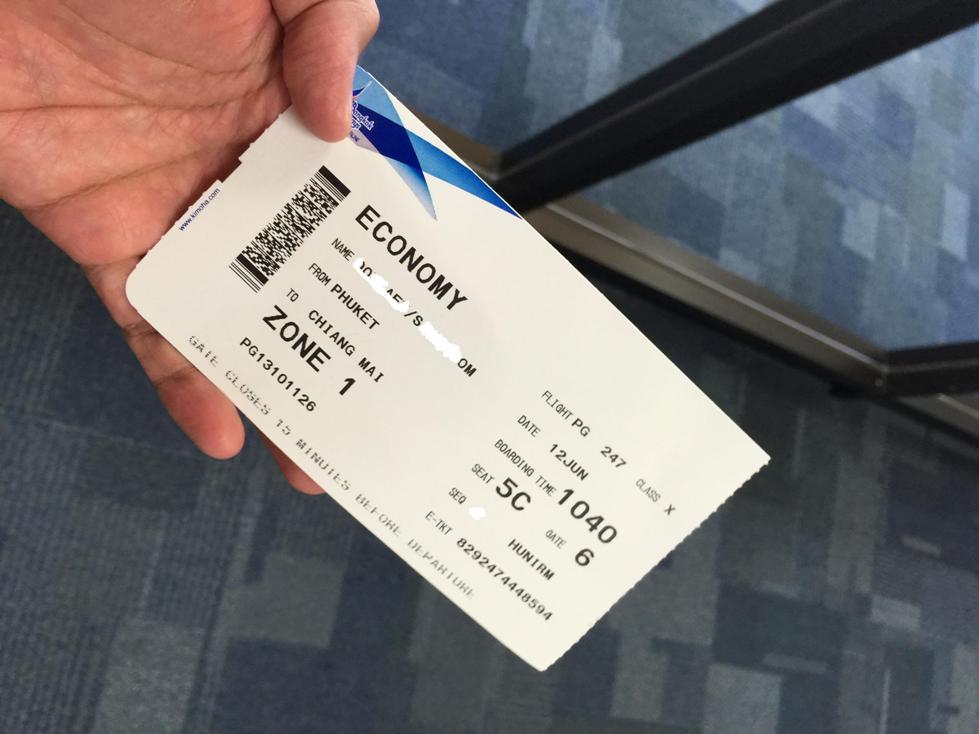 www.kimoha.com
ECONOMY
NAME
FROM PHUKET
TO CHIANG MAI
ZONE 1
PG13101126
GATE CLOSES 15 MINUTES BEFORE DEPARTURE
FLIGHT PG 247 CLASS X
DATE 12JUN
BOARDING TIME 1040
SEAT 5C GATE 6
SEQ HUNIRM
E-TKT 8292474448594